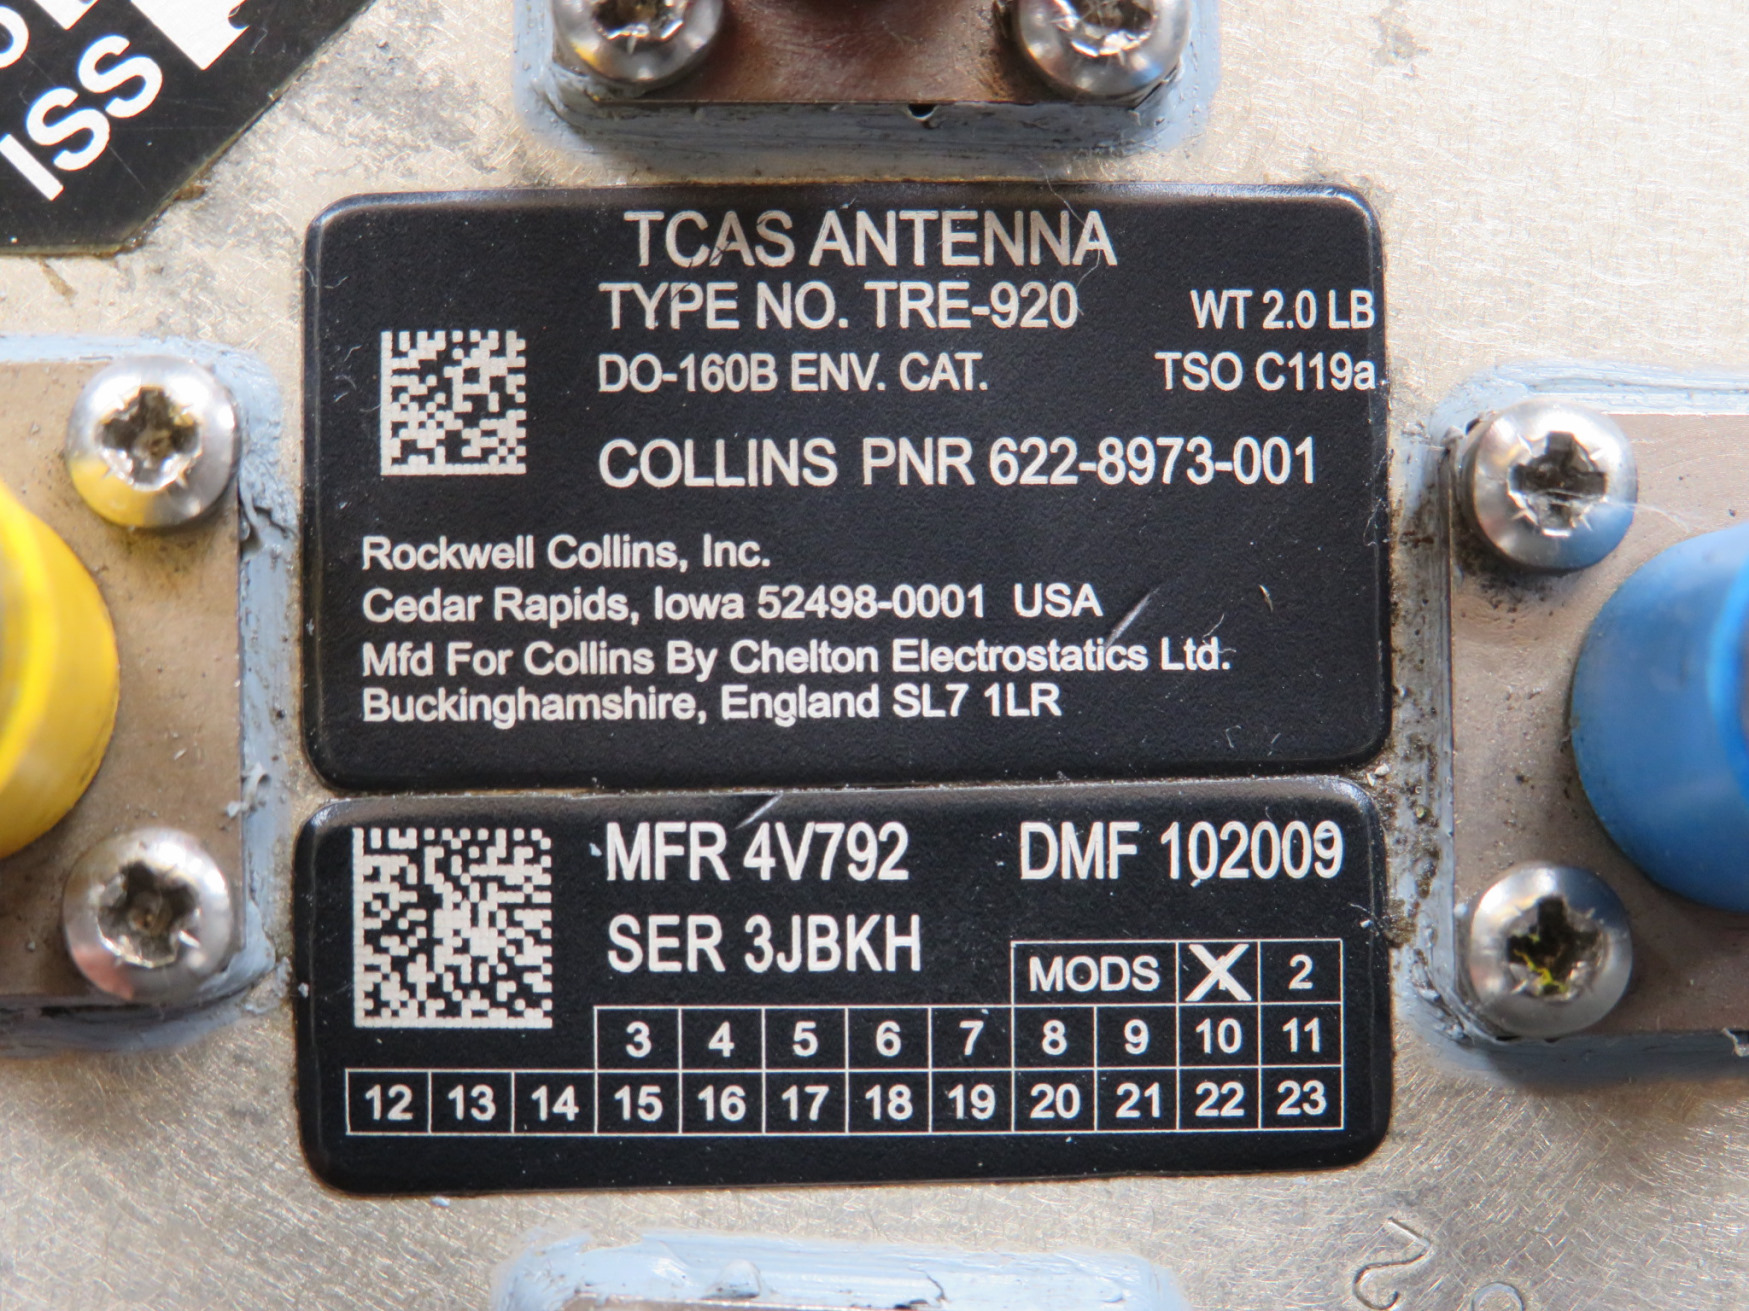 ISS
TCAS ANTENNA
TYPE NO. TRE-920 WT 2.0 LB
DO-160B ENV. CAT. TSO C119a
COLLINS PNR 622-8973-001
Rockwell Collins, Inc.
Cedar Rapids, Iowa 52498-0001 USA
Mfd For Collins By Chelton Electrostatics Ltd.
Buckinghamshire, England SL7 1LR
MFR 4V792 DMF 102009
SER 3JBKH
MODS X 2
3 4 5 6 7 8 9 10 11
12 13 14 15 16 17 18 19 20 21 22 23